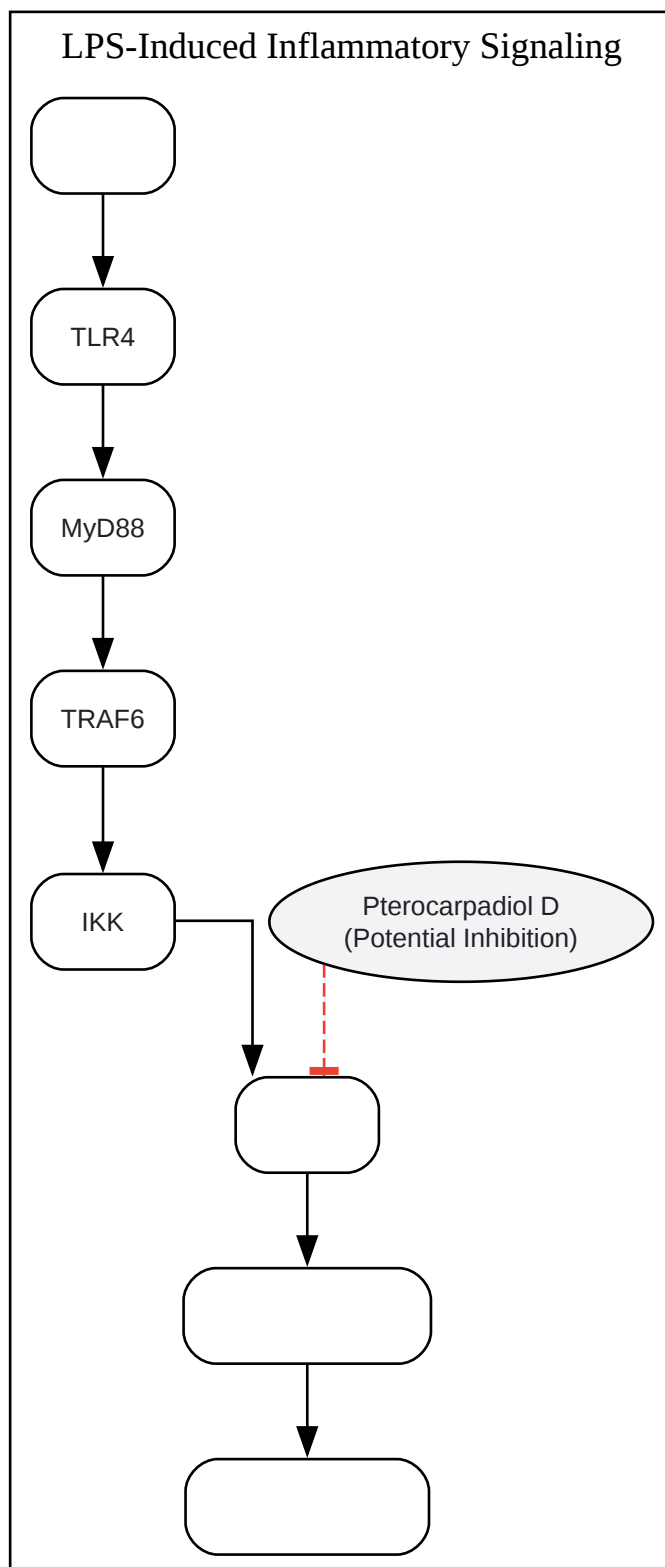 LPS-Induced Inflammatory Signaling
TLR4
MyD88
TRAF6
IKK
Pterocarpadiol D
(Potential Inhibition)